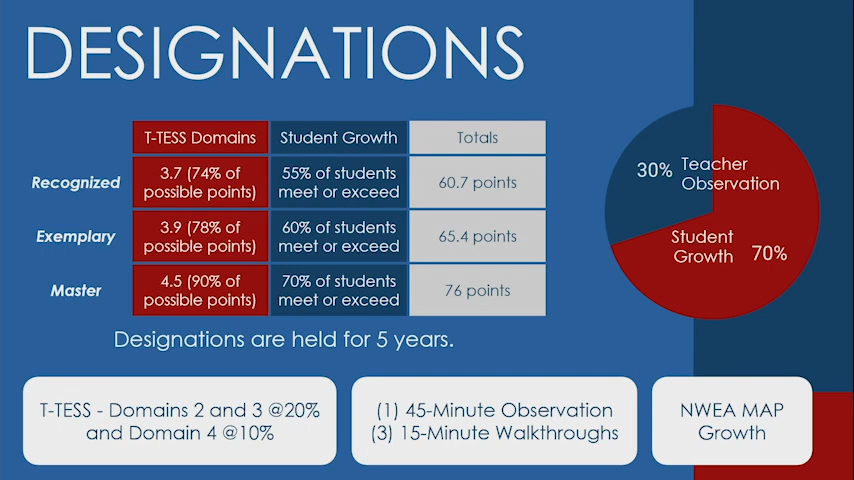 DESIGNATIONS
T-TESS Domains Student Growth Totals
Recognized 3.7 (74% of possible points) 55% of students meet or exceed 60.7 points
Exemplary 3.9 (78% of possible points) 60% of students meet or exceed 65.4 points
Master 4.5 (90% of possible points) 70% of students meet or exceed 76 points
Designations are held for 5 years.
30% Teacher
Observation
Student
Growth 70%
T-TESS - Domains 2 and 3 @20%
and Domain 4 @10%
(1) 45-Minute Observation
(3) 15-Minute Walkthroughs
NWEA MAP
Growth